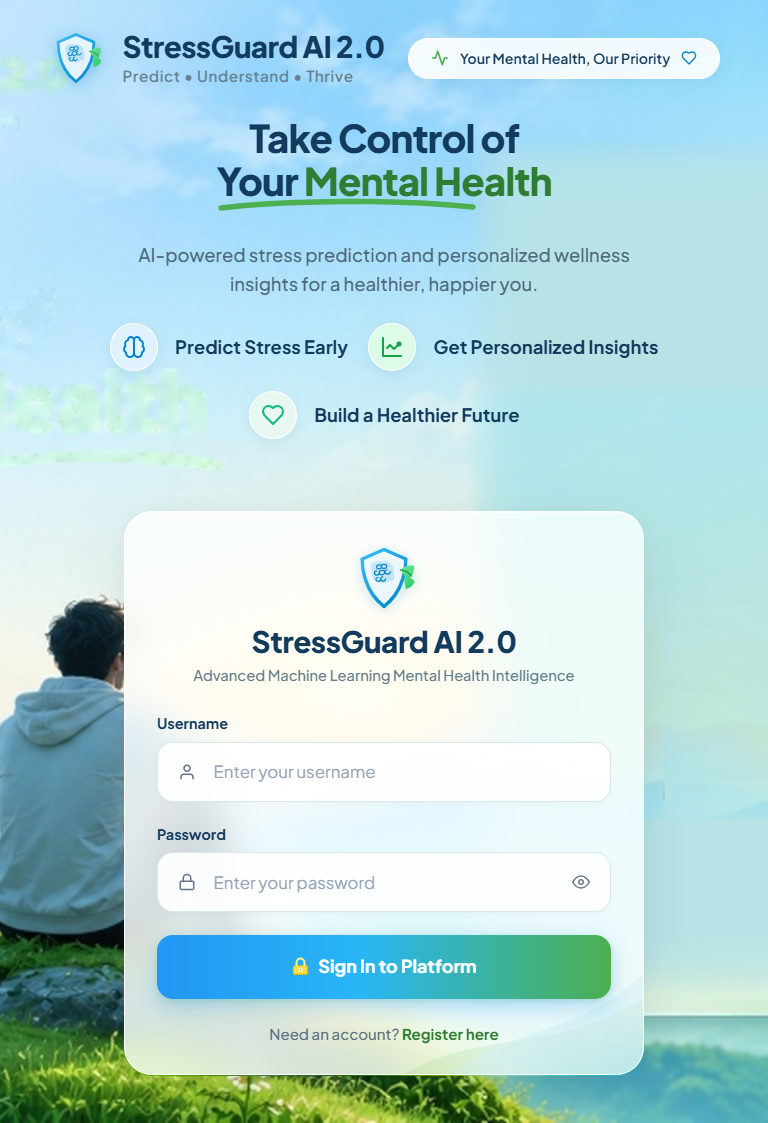 StressGuard AI 2.0
Predict • Understand • Thrive
Your Mental Health, Our Priority
Take Control of
Your Mental Health
AI-powered stress prediction and personalized wellness
insights for a healthier, happier you.
Predict Stress Early
Get Personalized Insights
Build a Healthier Future
ealth
StressGuard AI 2.0
Advanced Machine Learning Mental Health Intelligence
Username
Enter your username
Password
Enter your password
🔒 Sign In to Platform
Need an account? Register here